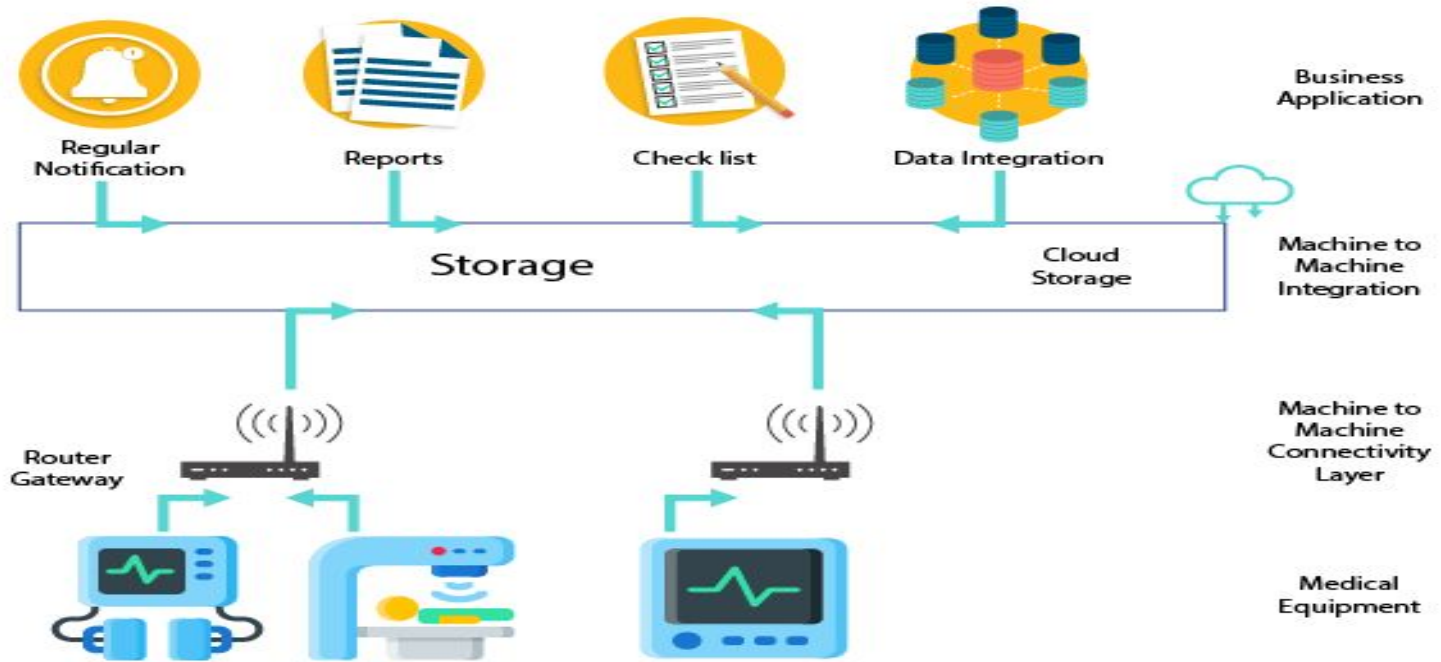 Regular
Notification
Reports
Check list
Data Integration
Business
Application
Storage
Cloud
Storage
Machine to
Machine
Integration
Router
Gateway
Machine to
Machine
Connectivity
Layer
Medical
Equipment